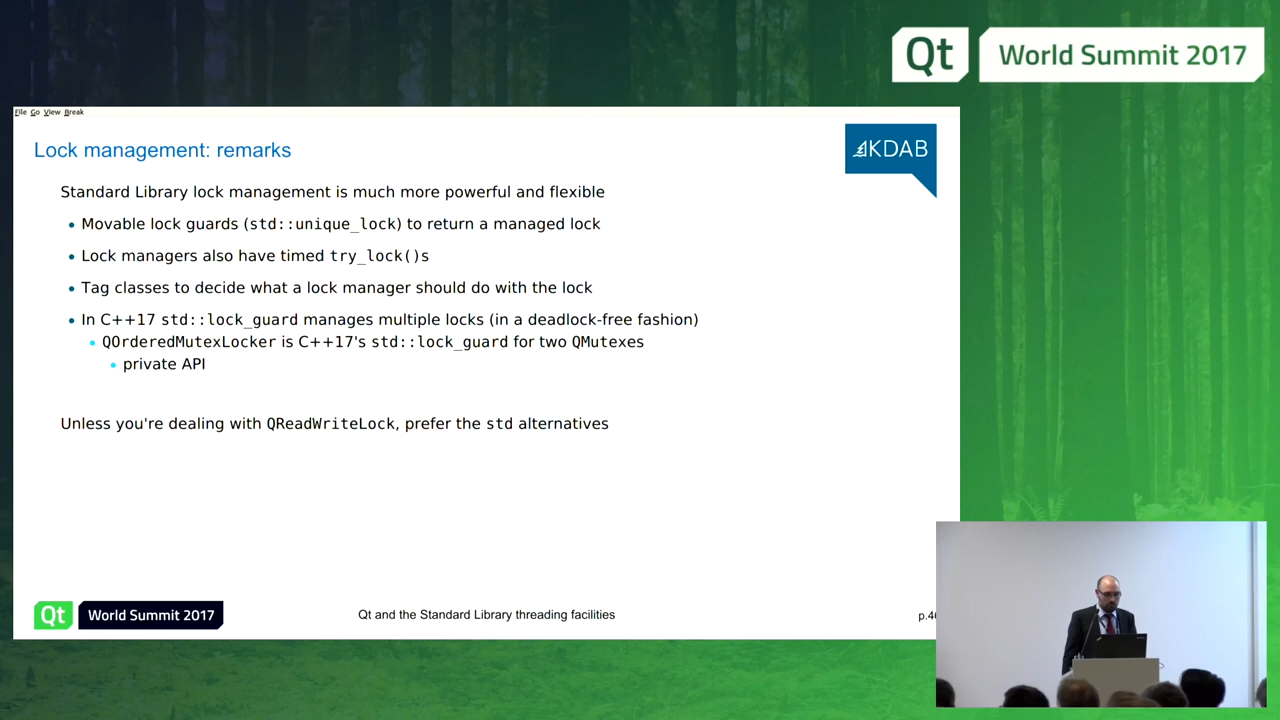 Qt World Summit 2017
File Go View Break
Lock management: remarks
KDAB
Standard Library lock management is much more powerful and flexible
• Movable lock guards (std::unique_lock) to return a managed lock
• Lock managers also have timed try_lock()s
• Tag classes to decide what a lock manager should do with the lock
• In C++17 std::lock_guard manages multiple locks (in a deadlock-free fashion)
• QOrderedMutexLocker is C++17's std::lock_guard for two QMutexes
• private API
Unless you're dealing with QReadWriteLock, prefer the std alternatives
Qt World Summit 2017
Qt and the Standard Library threading facilities